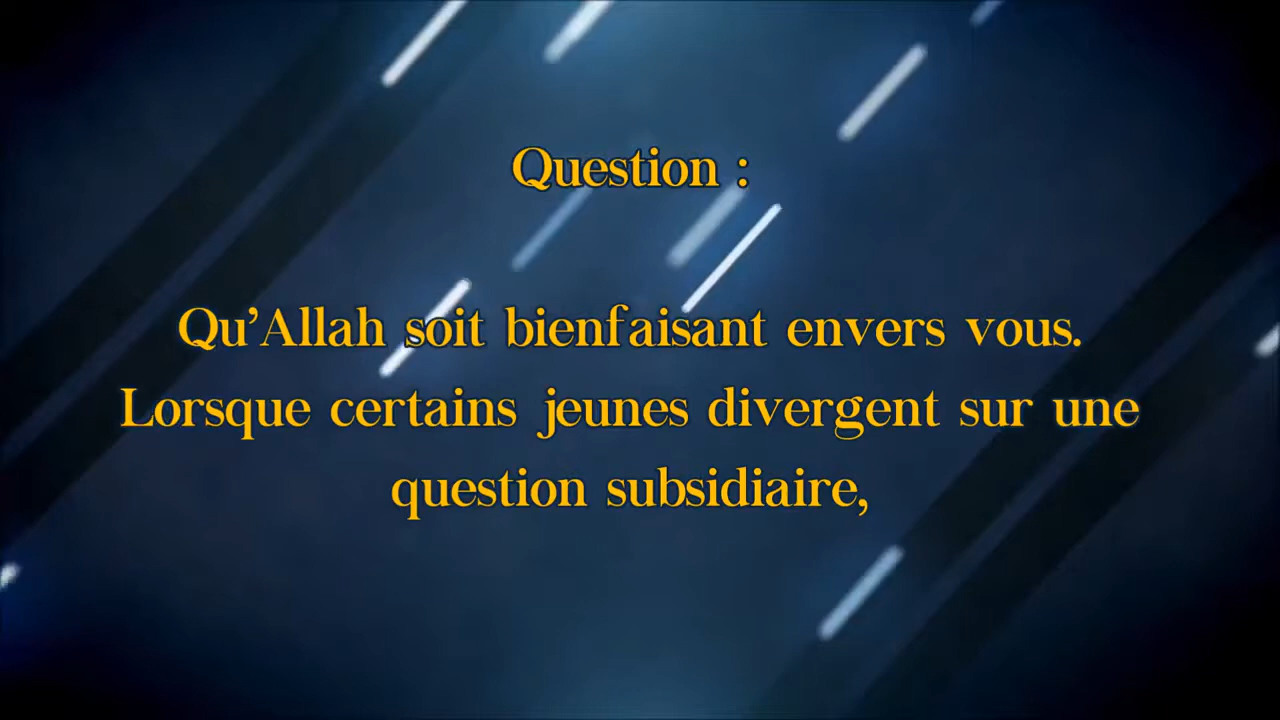 Question :
Qu’Allah soit bienfaisant envers vous.
Lorsque certains jeunes divergent sur une
question subsidiaire,